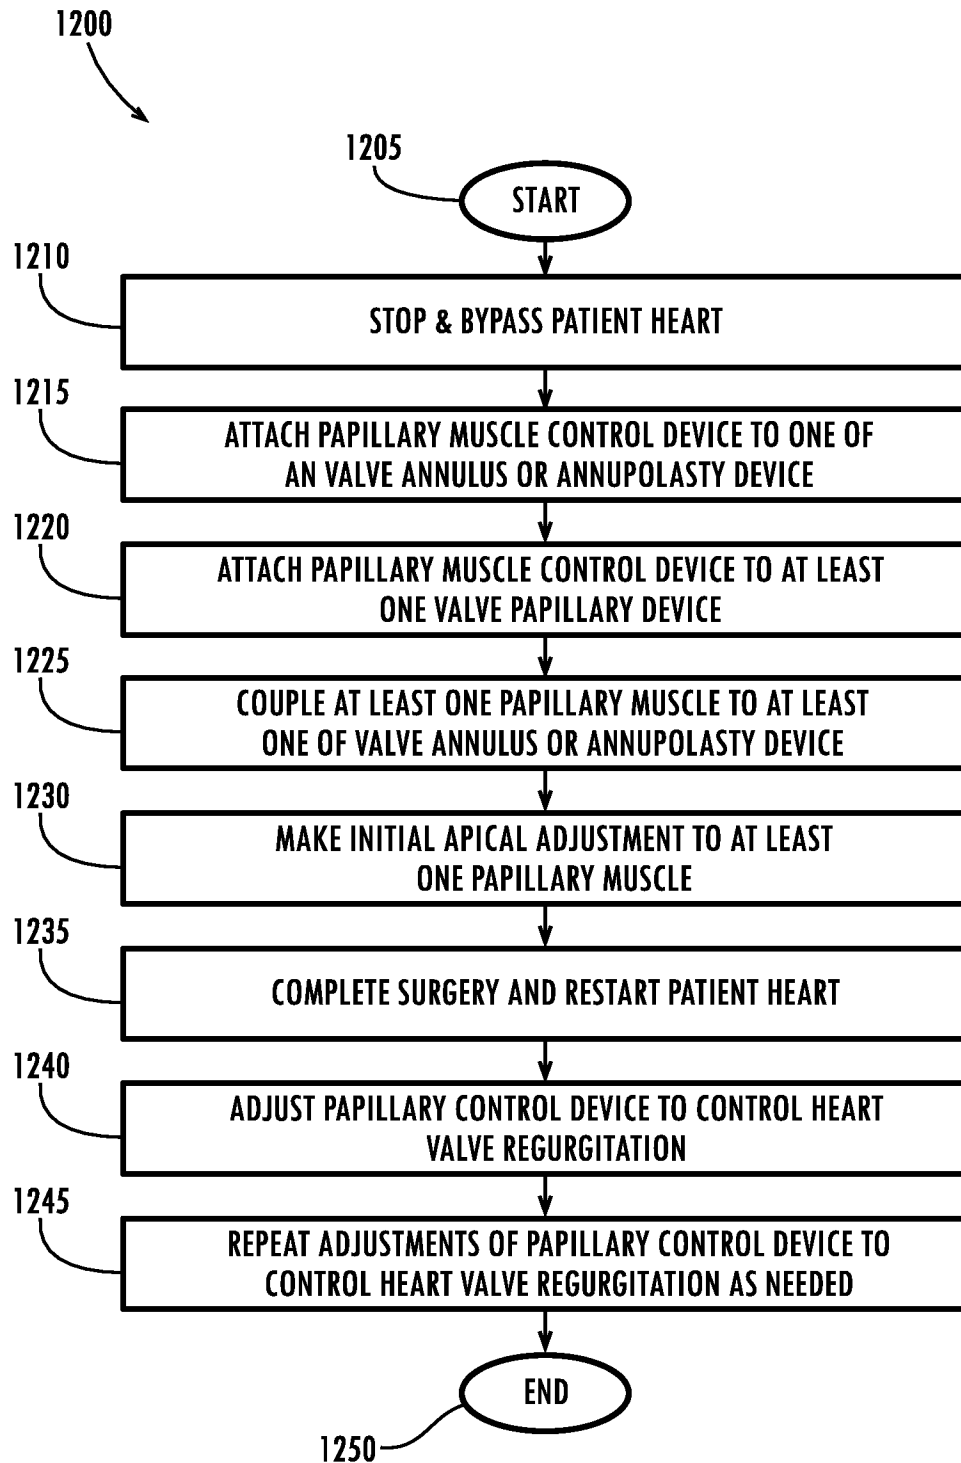 1200
1205
START
1210
STOP & BYPASS PATIENT HEART
1215
ATTACH PAPILLARY MUSCLE CONTROL DEVICE TO ONE OF
AN VALVE ANNULUS OR ANNUPOLASTY DEVICE
1220
ATTACH PAPILLARY MUSCLE CONTROL DEVICE TO AT LEAST
ONE VALVE PAPILLARY DEVICE
1225
COUPLE AT LEAST ONE PAPILLARY MUSCLE TO AT LEAST
ONE OF VALVE ANNULUS OR ANNUPOLASTY DEVICE
1230
MAKE INITIAL APICAL ADJUSTMENT TO AT LEAST
ONE PAPILLARY MUSCLE
1235
COMPLETE SURGERY AND RESTART PATIENT HEART
1240
ADJUST PAPILLARY CONTROL DEVICE TO CONTROL HEART
VALVE REGURGITATION
1245
REPEAT ADJUSTMENTS OF PAPILLARY CONTROL DEVICE TO
CONTROL HEART VALVE REGURGITATION AS NEEDED
END
1250